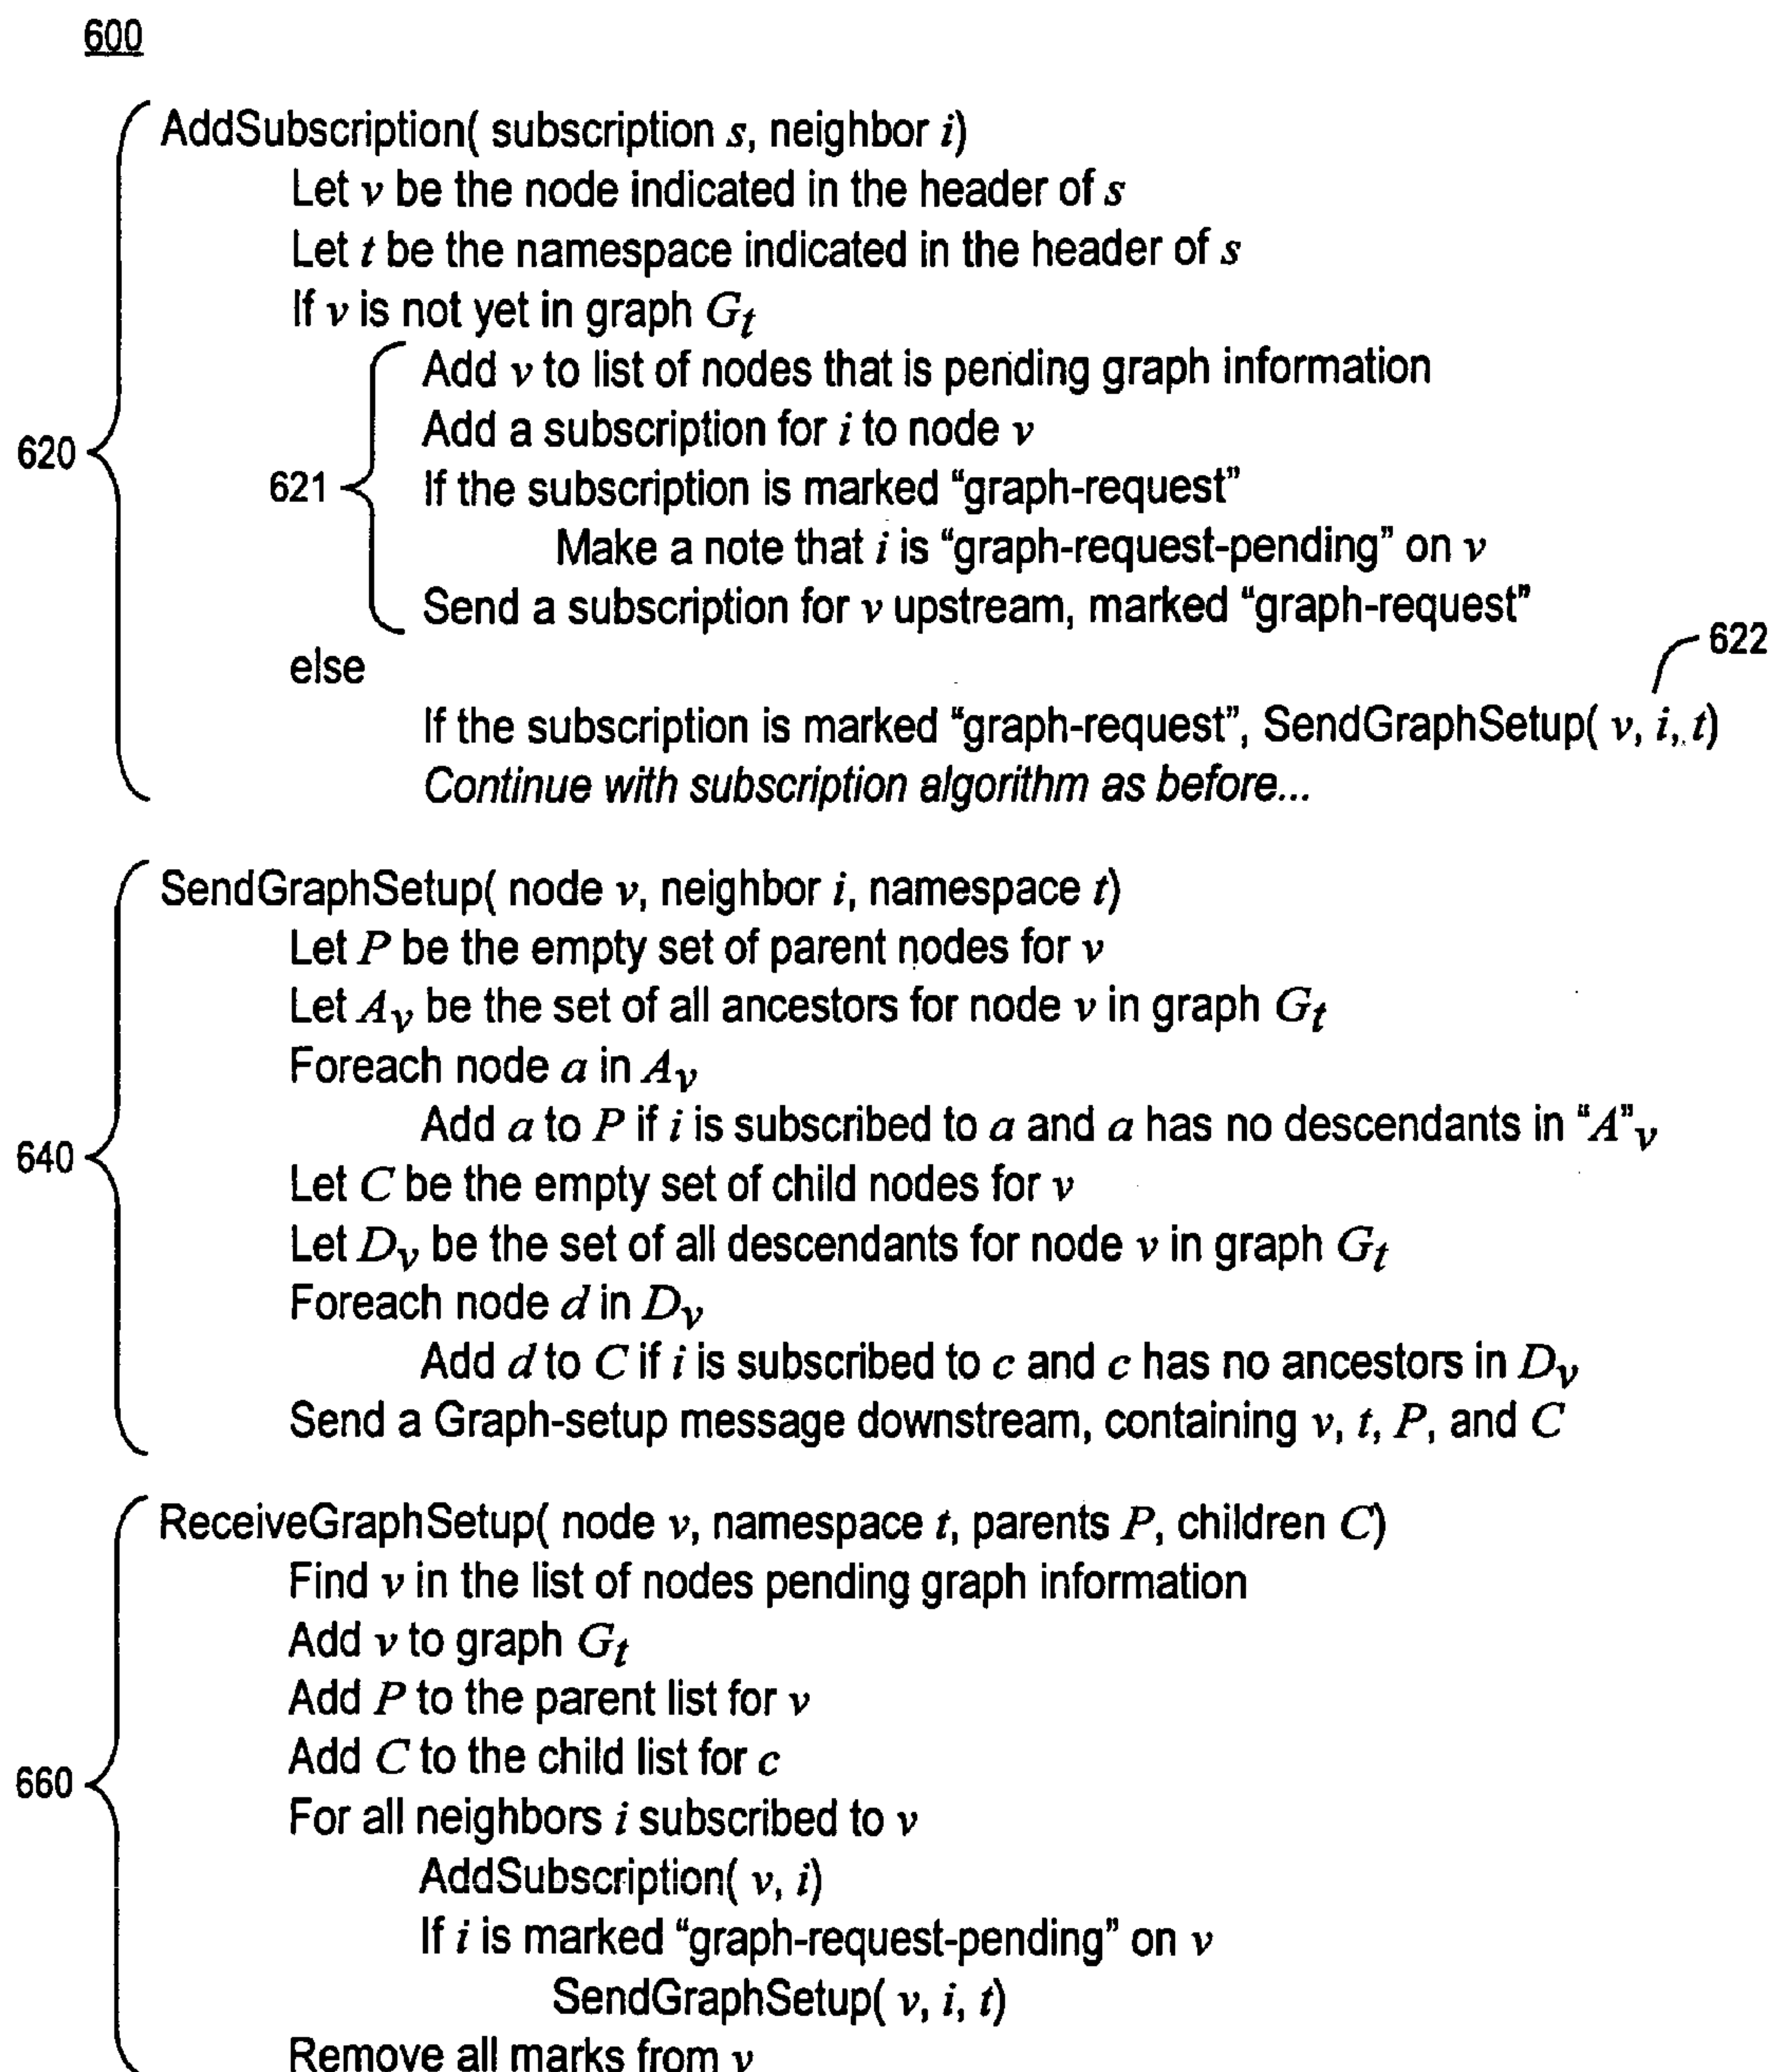 600
AddSubscription( subscription s, neighbor i)
Let v be the node indicated in the header of s
Let t be the namespace indicated in the header of s
If v is not yet in graph Gt
Add v to list of nodes that is pending graph information
Add a subscription for i to node v
620
621
If the subscription is marked “graph-request”
Make a note that i is “graph-request-pending” on v
Send a subscription for v upstream, marked “graph-request”
622
else
If the subscription is marked “graph-request”, SendGraphSetup( v, i, t)
Continue with subscription algorithm as before...
SendGraphSetup( node v, neighbor i, namespace t)
Let P be the empty set of parent nodes for v
Let Av be the set of all ancestors for node v in graph Gt
Foreach node a in Av
Add a to P if i is subscribed to a and a has no descendants in “A”v
640
Let C be the empty set of child nodes for v
Let Dv be the set of all descendants for node v in graph Gt
Foreach node d in Dv
Add d to C if i is subscribed to c and c has no ancestors in Dv
Send a Graph-setup message downstream, containing v, t, P, and C
ReceiveGraphSetup( node v, namespace t, parents P, children C)
Find v in the list of nodes pending graph information
Add v to graph Gt
Add P to the parent list for v
Add C to the child list for c
660
For all neighbors i subscribed to v
AddSubscription( v, i)
If i is marked “graph-request-pending” on v
SendGraphSetup( v, i, t)
Remove all marks from v